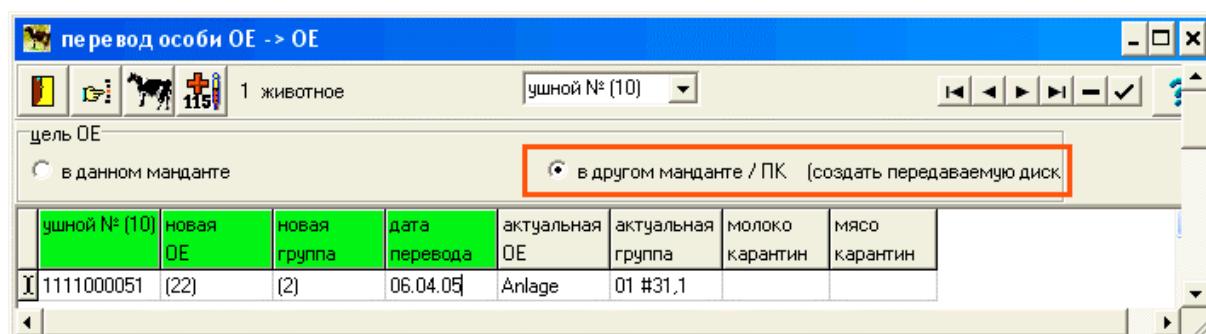 перевод особи ОЕ -> ОЕ
115 1 животное ушной № (10)
цель ОЕ
в данном манданте в другом манданте / ПК (создать передаваемую диск
ушной № (10) новая ОЕ новая группа дата перевода актуальная ОЕ актуальная группа молоко карантин мясо карантин
1111000051 (22) (2) 06.04.05 Anlage 01 #31,1